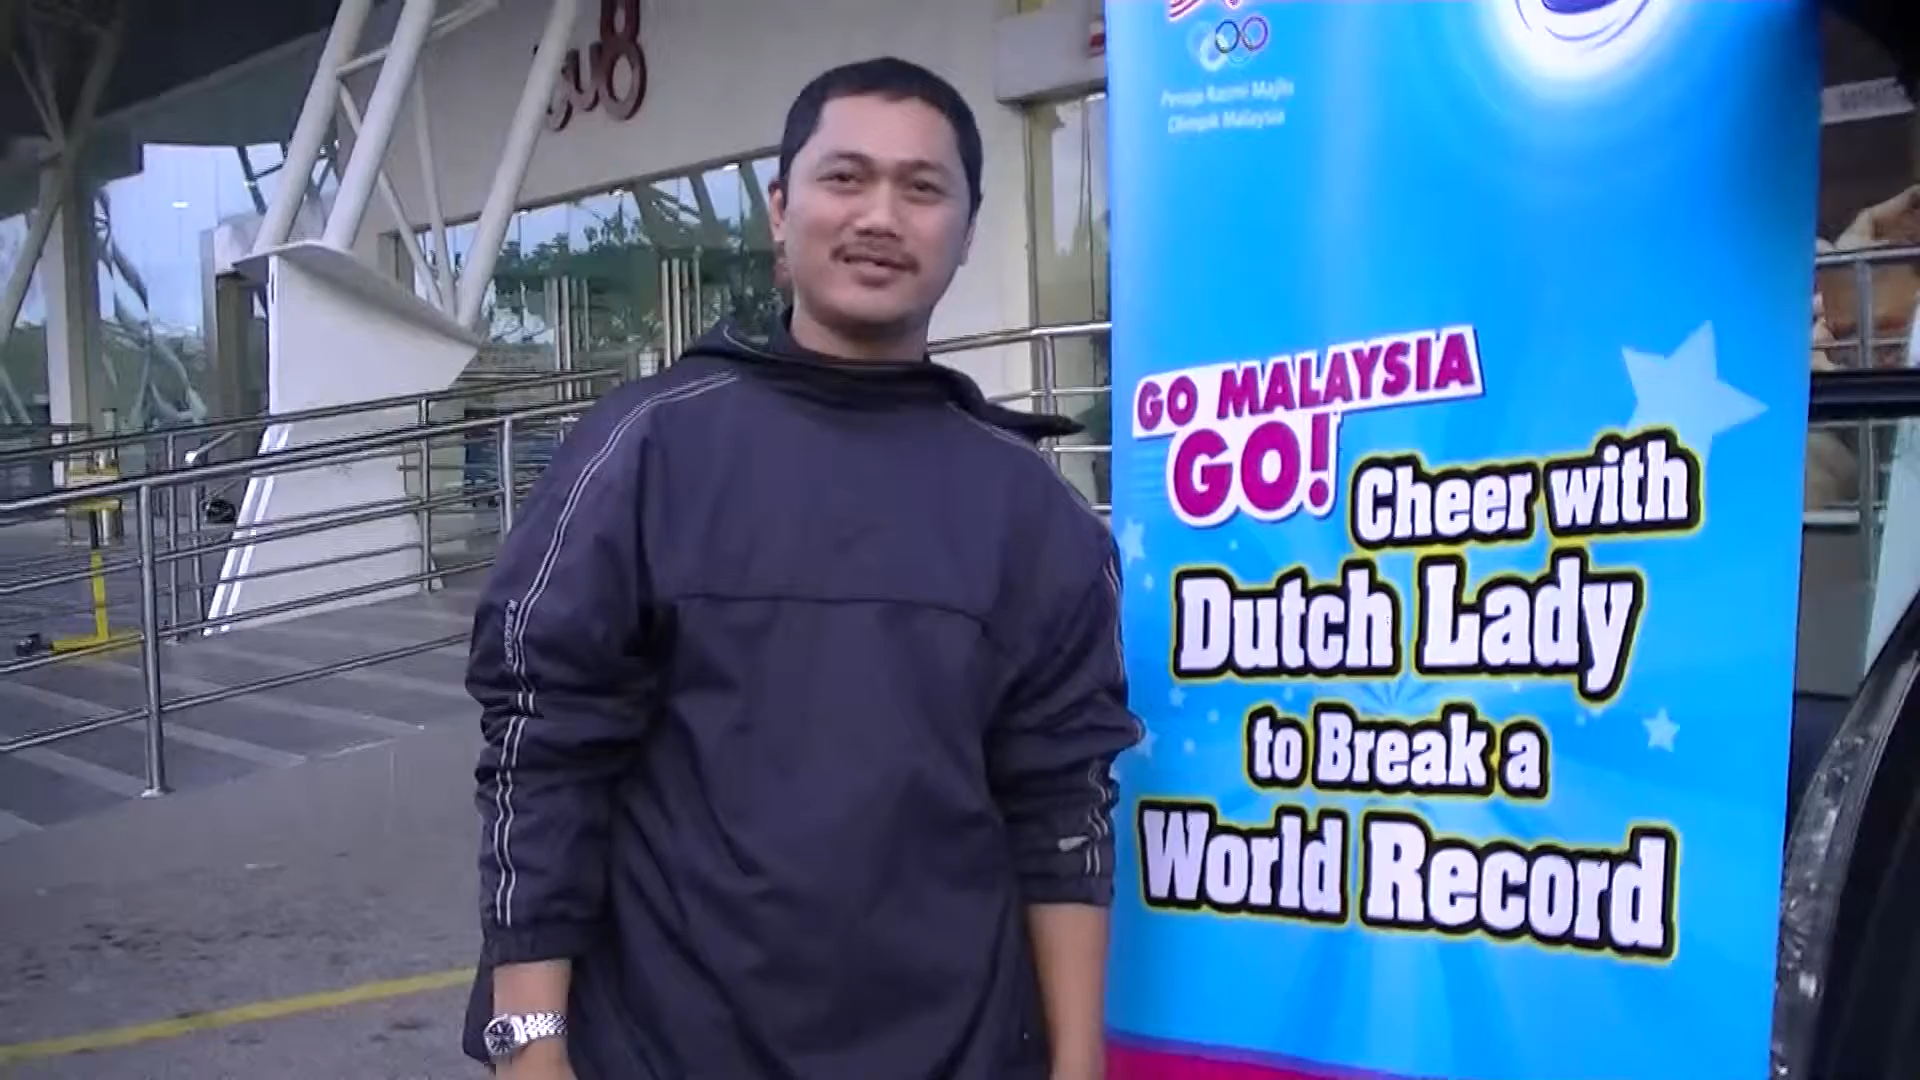 Penaja Rasmi Majlis
Olimpik Malaysia
GO MALAYSIA
GO!
Cheer with
Dutch Lady
to Break a
World Record